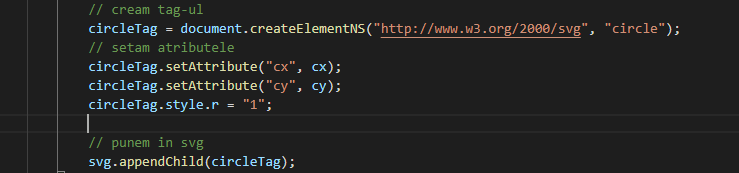 // cream tag-ul
circleTag = document.createElementNS("http://www.w3.org/2000/svg", "circle");
// setam atributele
circleTag.setAttribute("cx", cx);
circleTag.setAttribute("cy", cy);
circleTag.style.r = "1";
// punem in svg
svg.appendChild(circleTag);